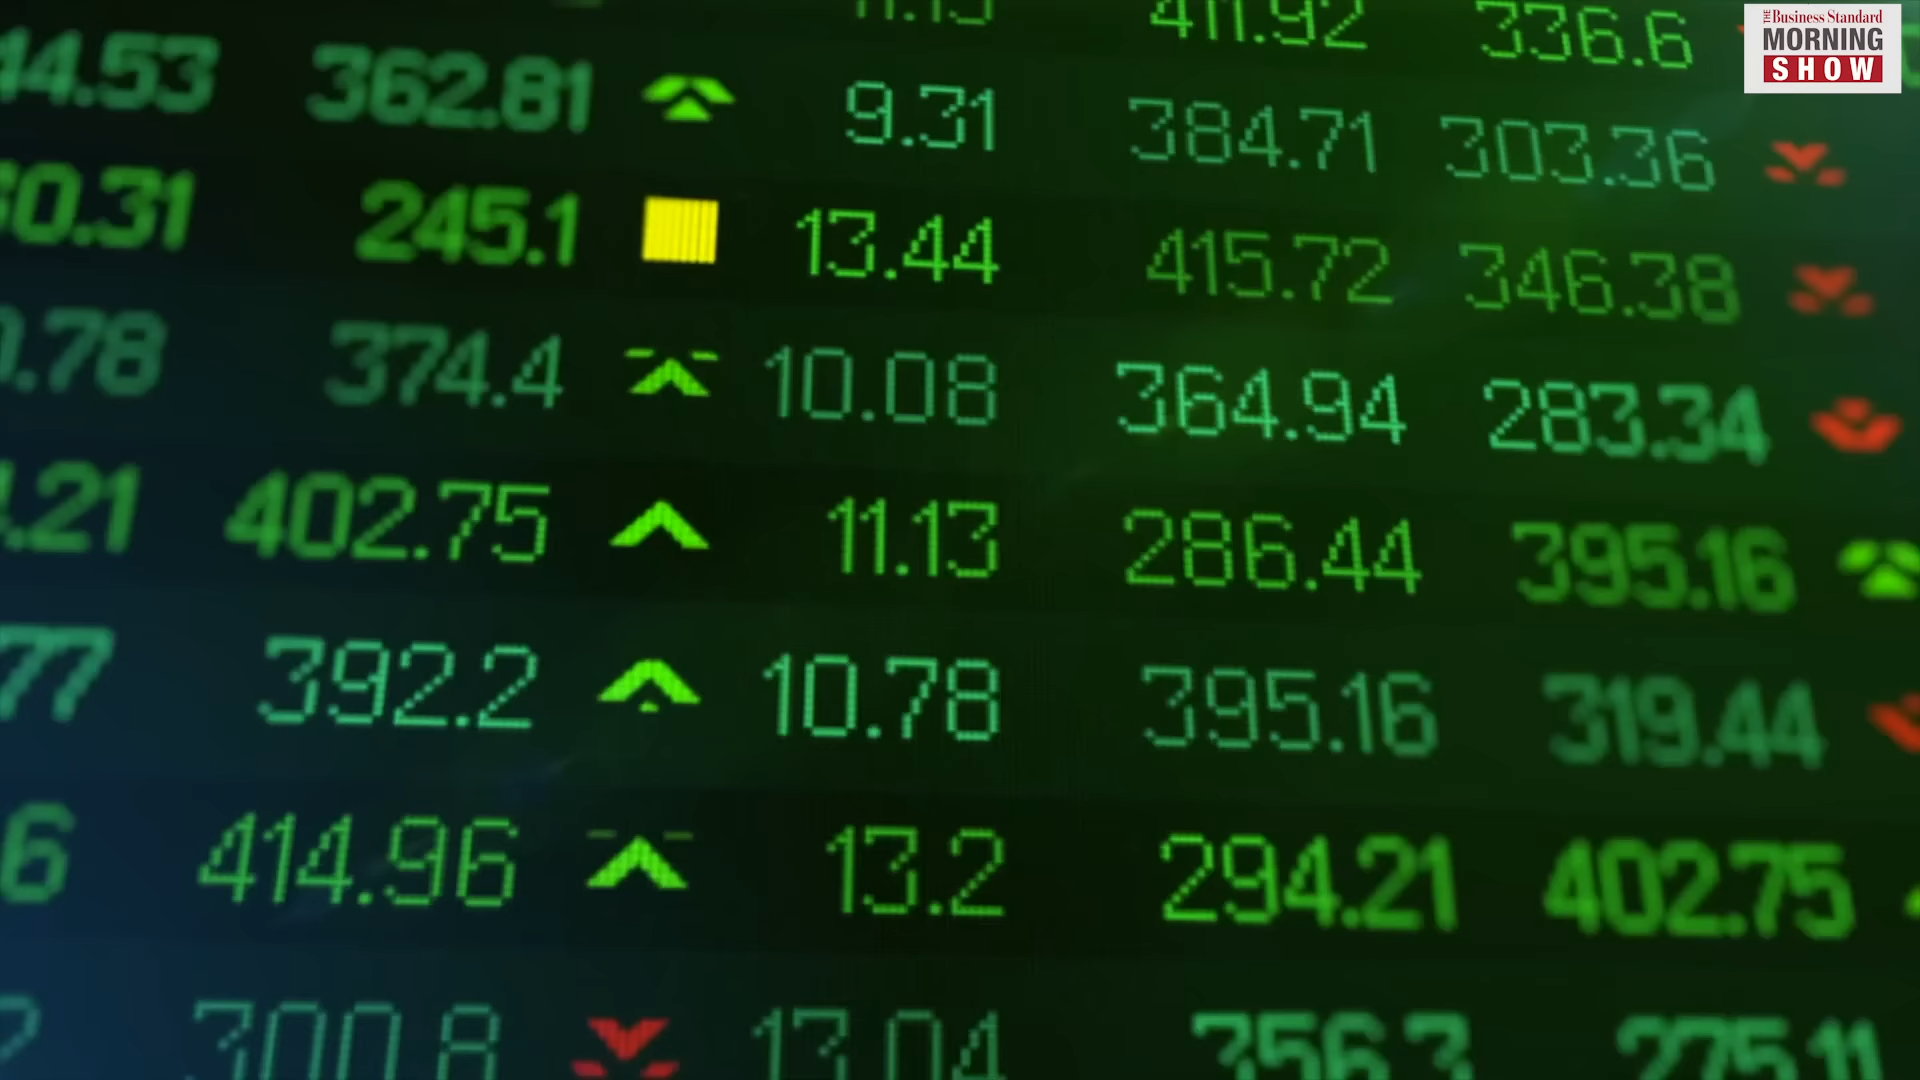 THE Business Standard
MORNING
SHOW
11.13 411.92 336.6
44.53 362.81 9.31 384.71 303.36
0.31 245.1 13.44 415.72 346.38
.78 374.4 10.08 364.94 283.34
.21 402.75 11.13 286.44 395.16
77 392.2 10.78 395.16 319.44
6 414.96 13.2 294.21 402.75
2 300.8 13.04 356.3 275.11